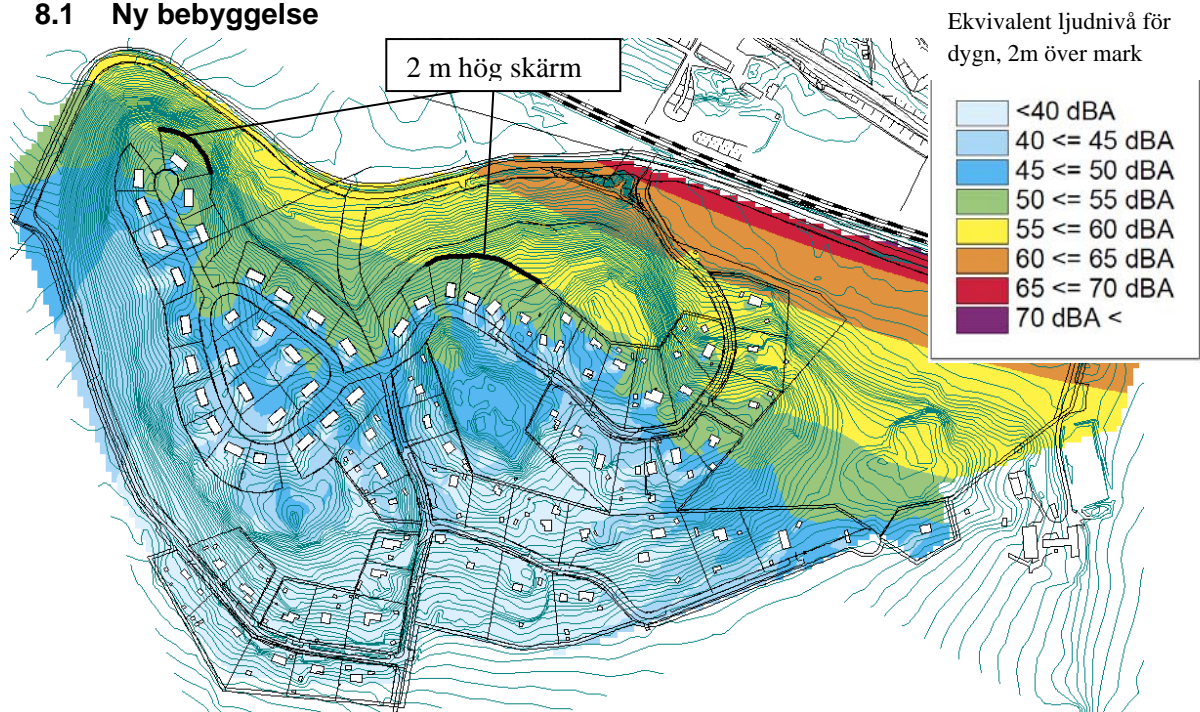 8.1 Ny bebyggelse
Ekvivalent ljudnivå för
dygn, 2m över mark
2 m hög skärm
<40 dBA
40 <= 45 dBA
45 <= 50 dBA
50 <= 55 dBA
55 <= 60 dBA
60 <= 65 dBA
65 <= 70 dBA
70 dBA <